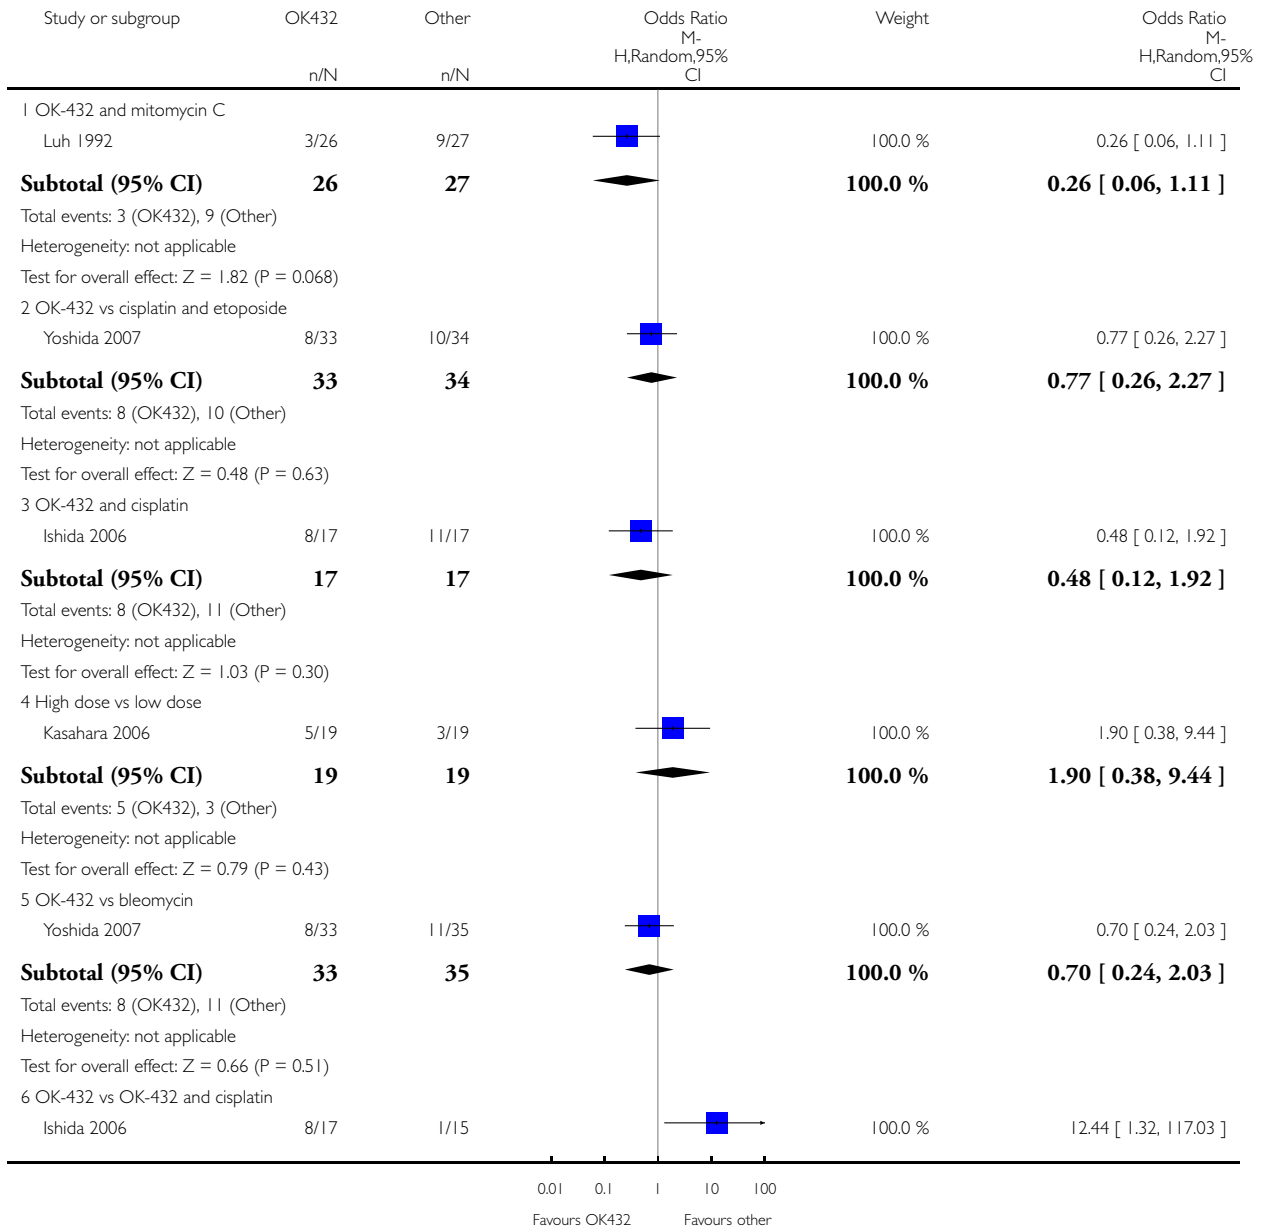 Study or subgroup OK432 Other Odds Ratio Weight Odds Ratio
M- M-
H,Random,95% H,Random,95%
n/N n/N CI CI
1 OK-432 and mitomycin C
Luh 1992 3/26 9/27 100.0 % 0.26 [ 0.06, 1.11 ]
Subtotal (95% CI) 26 27 100.0 % 0.26 [ 0.06, 1.11 ]
Total events: 3 (OK432), 9 (Other)
Heterogeneity: not applicable
Test for overall effect: Z = 1.82 (P = 0.068)
2 OK-432 vs cisplatin and etoposide
Yoshida 2007 8/33 10/34 100.0 % 0.77 [ 0.26, 2.27 ]
Subtotal (95% CI) 33 34 100.0 % 0.77 [ 0.26, 2.27 ]
Total events: 8 (OK432), 10 (Other)
Heterogeneity: not applicable
Test for overall effect: Z = 0.48 (P = 0.63)
3 OK-432 and cisplatin
Ishida 2006 8/17 11/17 100.0 % 0.48 [ 0.12, 1.92 ]
Subtotal (95% CI) 17 17 100.0 % 0.48 [ 0.12, 1.92 ]
Total events: 8 (OK432), 11 (Other)
Heterogeneity: not applicable
Test for overall effect: Z = 1.03 (P = 0.30)
4 High dose vs low dose
Kasahara 2006 5/19 3/19 100.0 % 1.90 [ 0.38, 9.44 ]
Subtotal (95% CI) 19 19 100.0 % 1.90 [ 0.38, 9.44 ]
Total events: 5 (OK432), 3 (Other)
Heterogeneity: not applicable
Test for overall effect: Z = 0.79 (P = 0.43)
5 OK-432 vs bleomycin
Yoshida 2007 8/33 11/35 100.0 % 0.70 [ 0.24, 2.03 ]
Subtotal (95% CI) 33 35 100.0 % 0.70 [ 0.24, 2.03 ]
Total events: 8 (OK432), 11 (Other)
Heterogeneity: not applicable
Test for overall effect: Z = 0.66 (P = 0.51)
6 OK-432 vs OK-432 and cisplatin
Ishida 2006 8/17 1/15 100.0 % 12.44 [ 1.32, 117.03 ]
0.01 0.1 1 10 100
Favours OK432 Favours other